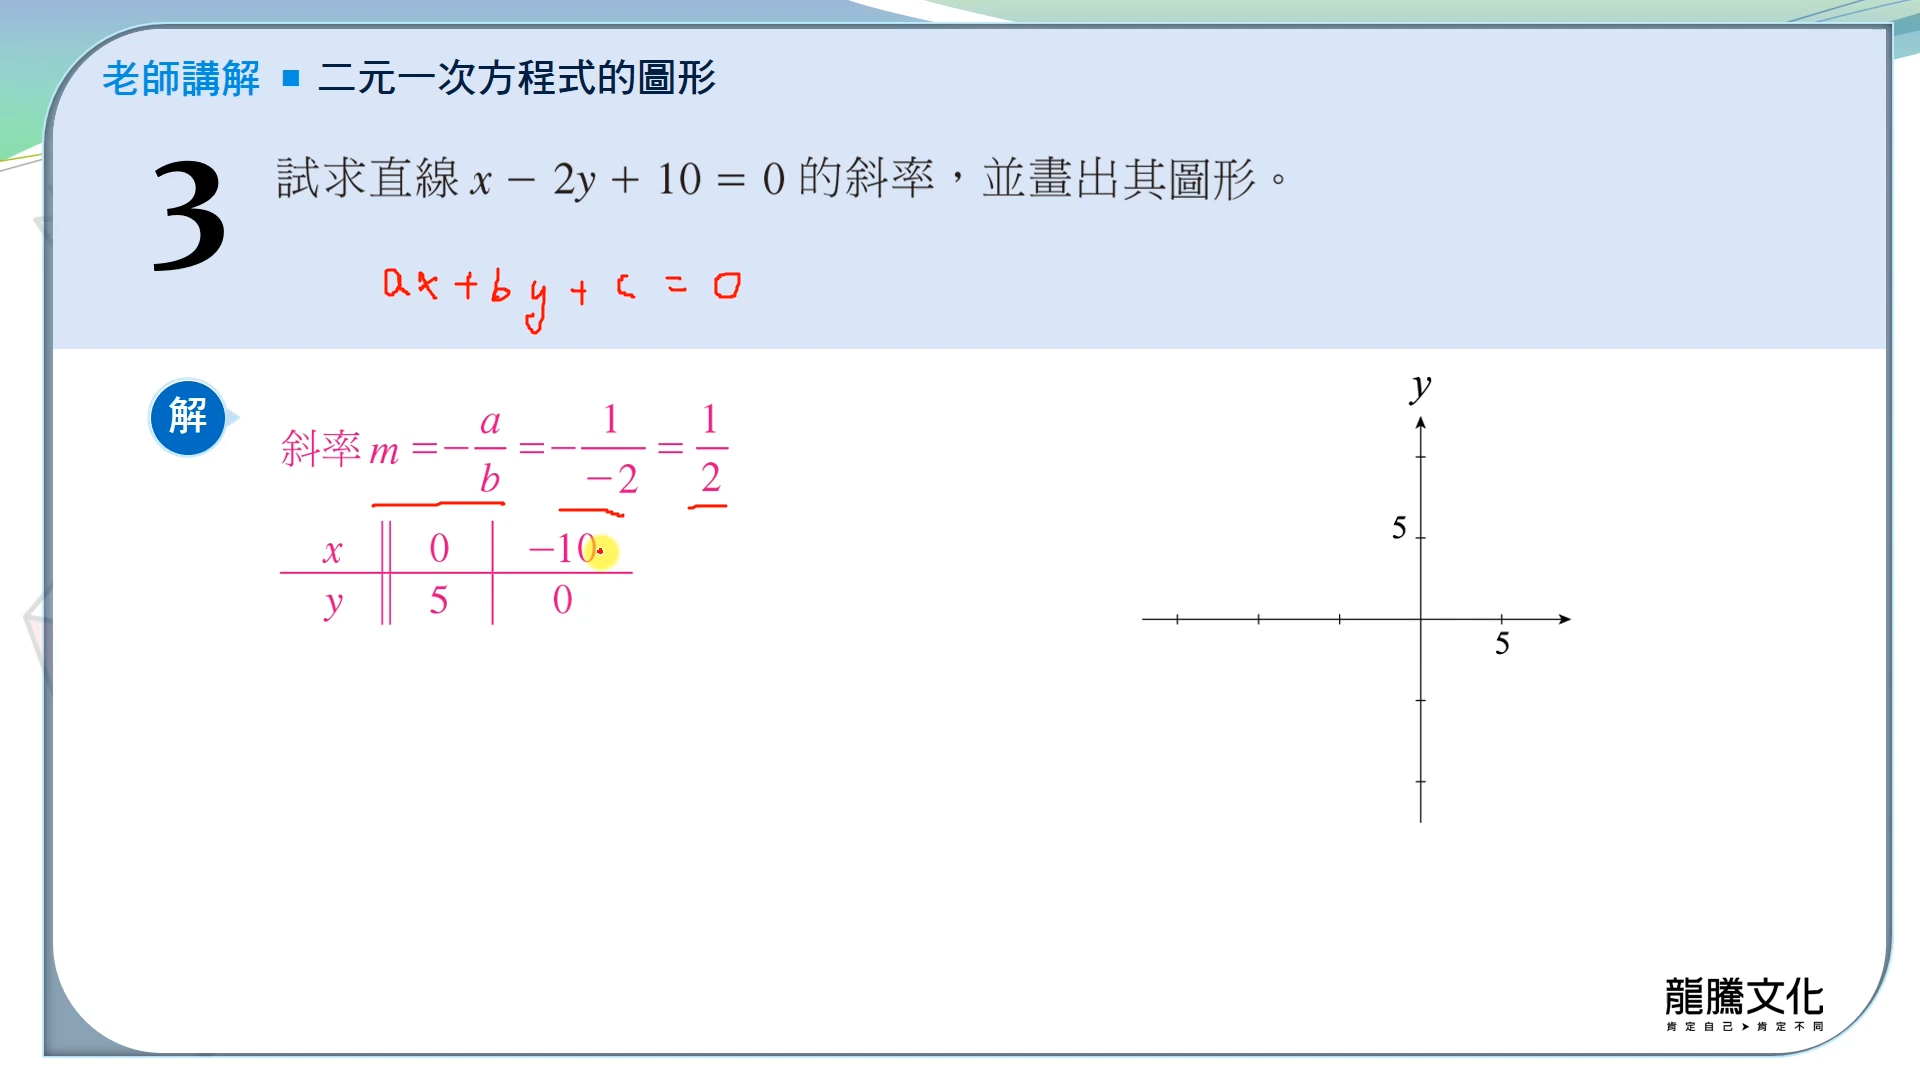 老師講解 ■ 二元一次方程式的圖形
3 試求直線 x − 2y + 10 = 0 的斜率，並畫出其圖形。
ax + by + c = 0
解
斜率 m = −a/b = −1/−2 = 1/2
x 0 −10
y 5 0
y
5
5
龍騰文化
肯定自己➤肯定不同